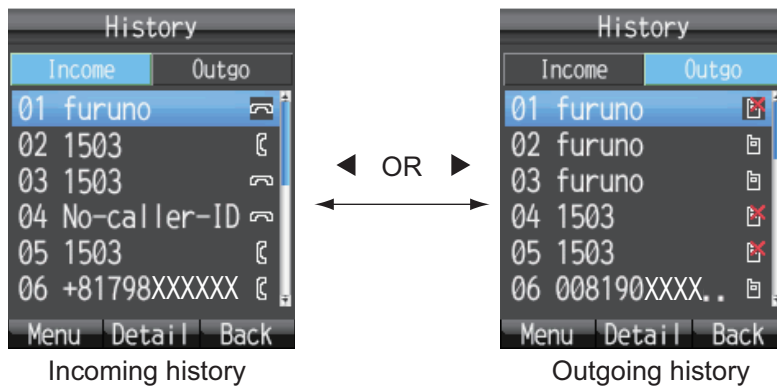 History
Income Outgo
01 furuno
02 1503
03 1503
04 No-caller-ID
05 1503
06 +81798XXXXXX
Menu Detail Back
Incoming history
◀ OR ▶
History
Income Outgo
01 furuno
02 furuno
03 furuno
04 1503
05 1503
06 008190XXXX..
Menu Detail Back
Outgoing history